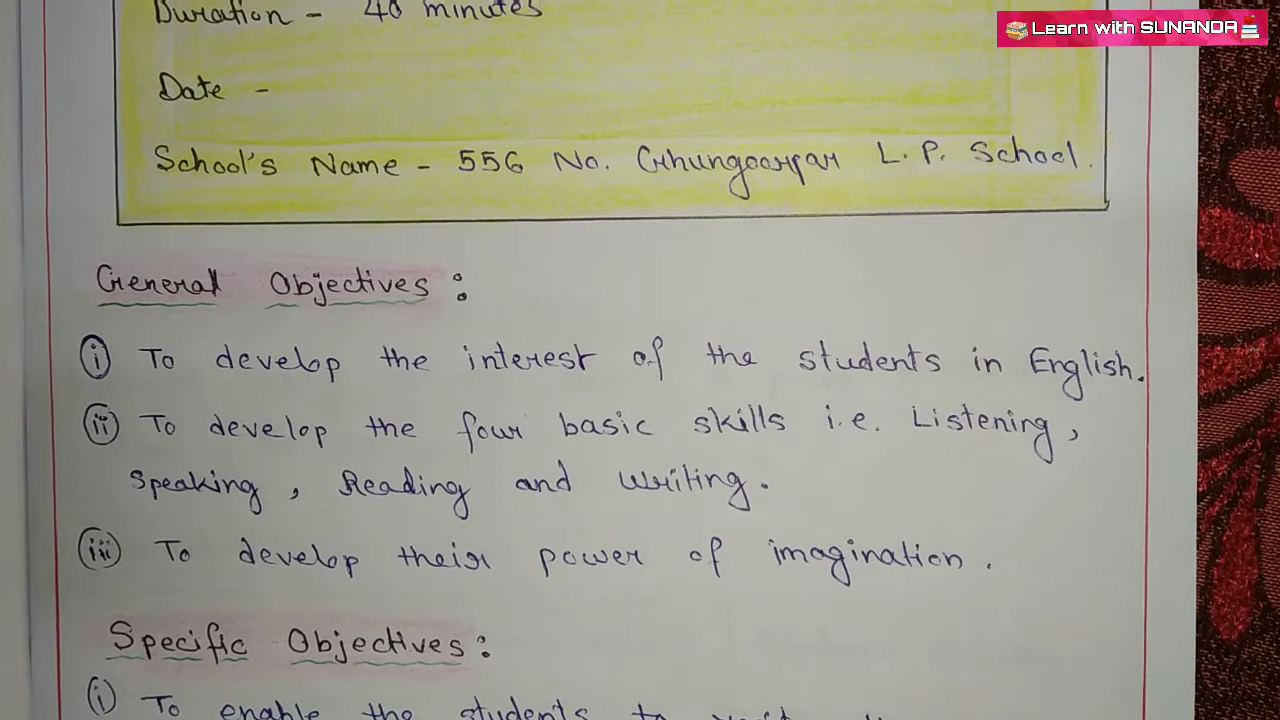 Learn with SUNANDA
Duration - 40 minutes
Date -
School's Name - 556 No. Ghungoorpar L.P. School.
General Objectives :
(i) To develop the interest of the students in English.
(ii) To develop the four basic skills i.e. Listening,
Speaking, Reading and Writing.
(iii) To develop their power of imagination.
Specific Objectives :
(i) To enable the students to